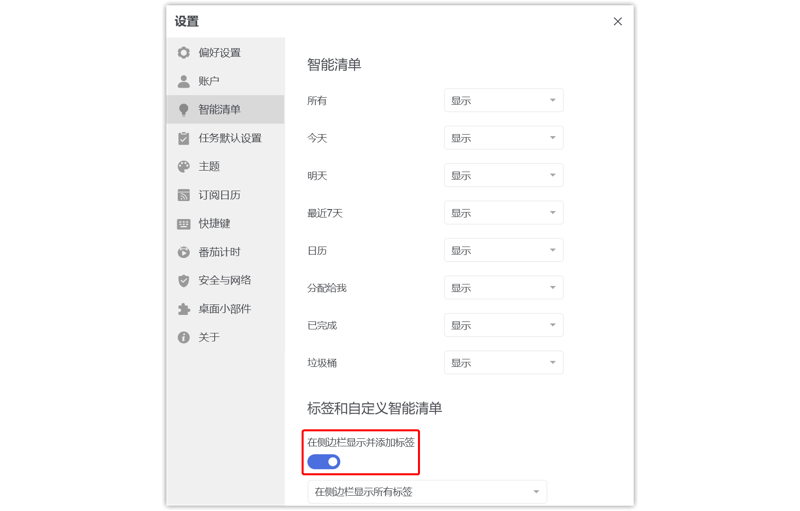 设置
偏好设置
账户
智能清单
任务默认设置
主题
订阅日历
快捷键
番茄计时
安全与网络
桌面小部件
关于
智能清单
所有 显示
今天 显示
明天 显示
最近7天 显示
日历 显示
分配给我 显示
已完成 显示
垃圾桶 显示
标签和自定义智能清单
在侧边栏显示并添加标签
在侧边栏显示所有标签